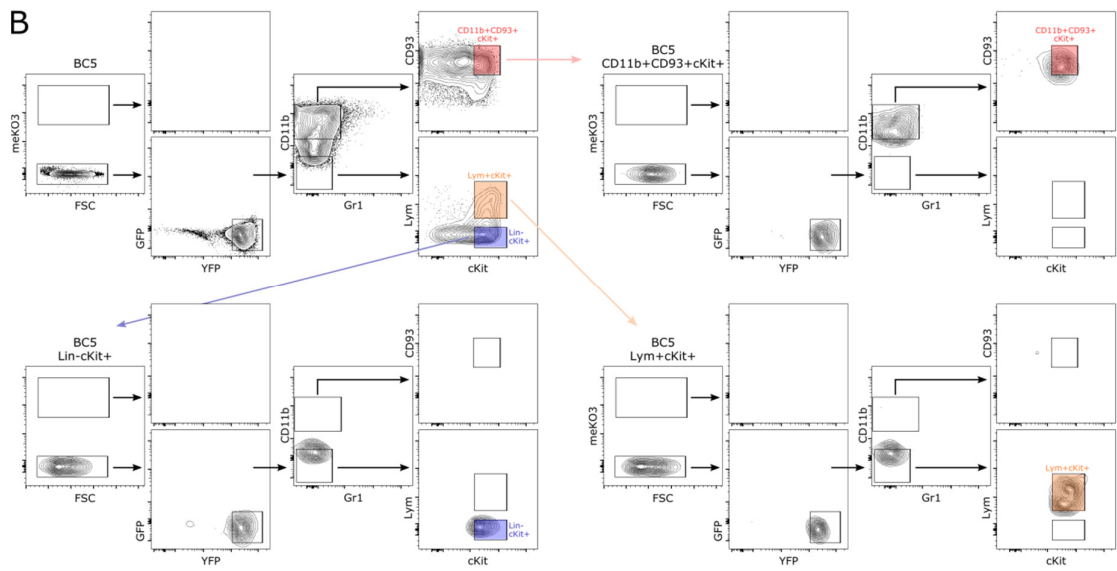 B
BC5
meKO3
FSC
GFP
YFP
CD11b
Gr1
CD93
CD11b+CD93+
cKit+
Lym
Lym+cKit+
Lin-
cKit+
cKit
BC5
CD11b+CD93+cKit+
meKO3
FSC
GFP
YFP
CD11b
Gr1
CD93
CD11b+CD93+
cKit+
Lym
cKit
BC5
Lin-cKit+
FSC
GFP
YFP
CD11b
Gr1
CD93
Lym
Lin-
cKit+
cKit
BC5
Lym+cKit+
meKO3
FSC
GFP
YFP
CD11b
Gr1
CD93
Lym
Lym+cKit+
cKit